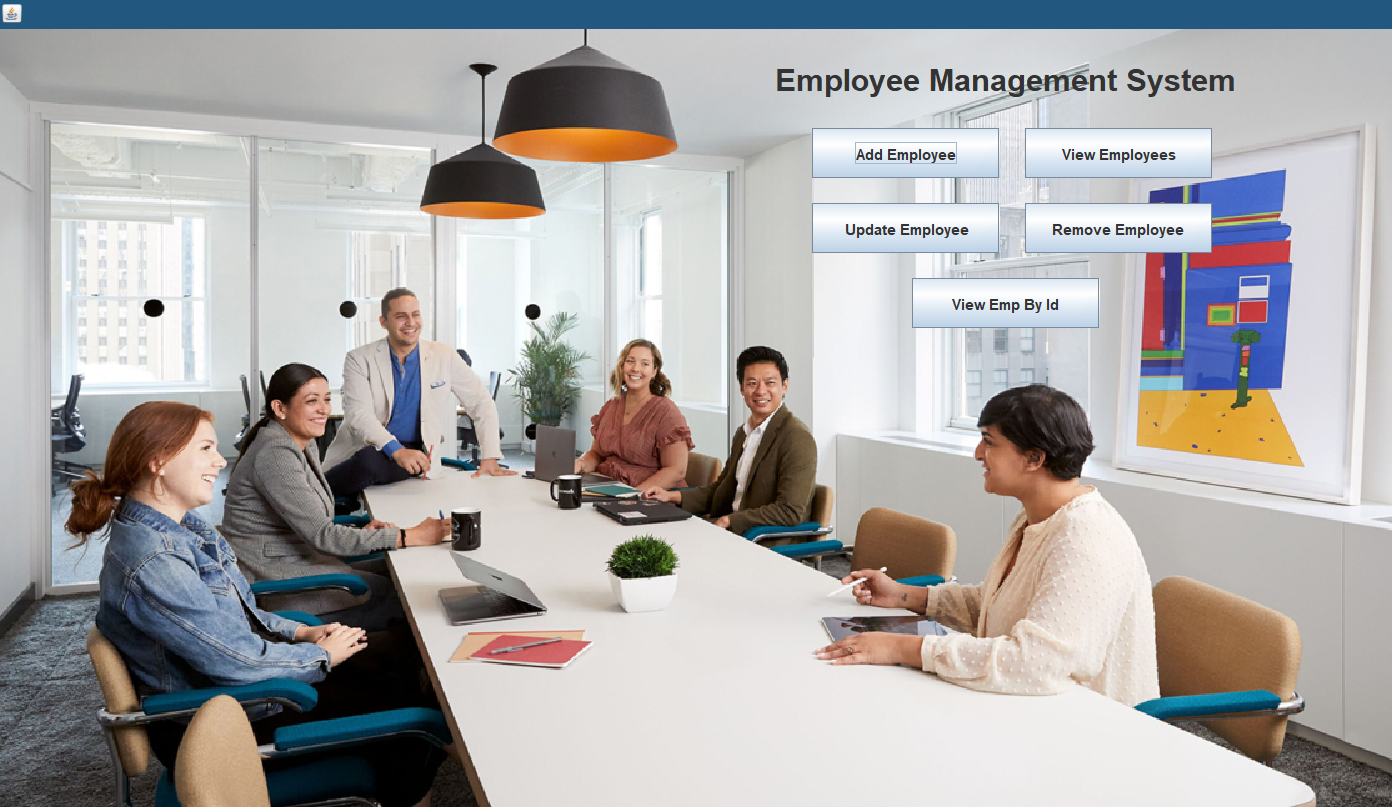 Employee Management System
Add Employee
View Employees
Update Employee
Remove Employee
View Emp By Id